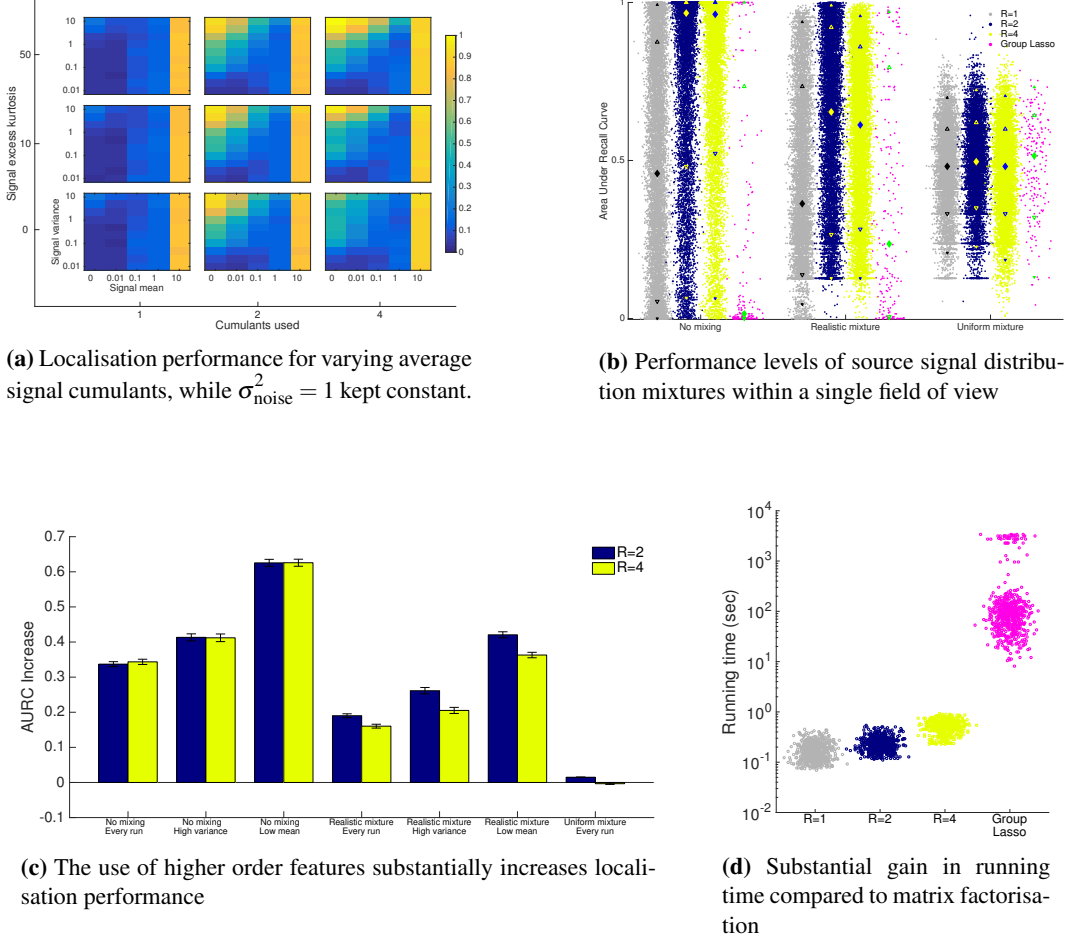 Signal excess kurtosis
50
10
0
10
1
0.1
0.01
10
1
0.1
0.01
Signal variance
10
1
0.1
0.01
0 0.01 0.1 1 10
Signal mean
0 0.01 0.1 1 10
0 0.01 0.1 1 10
1
0.9
0.8
0.7
0.6
0.5
0.4
0.3
0.2
0.1
0
1 2 4
Cumulants used
(a) Localisation performance for varying average
signal cumulants, while σ²noise = 1 kept constant.
Area Under Recall Curve
1
0.5
0
R=1
R=2
R=4
Group Lasso
No mixing Realistic mixture Uniform mixture
(b) Performance levels of source signal distribu-
tion mixtures within a single field of view
AURC Increase
0.7
0.6
0.5
0.4
0.3
0.2
0.1
0
-0.1
R=2
R=4
No mixing
Every run
No mixing
High variance
No mixing
Low mean
Realistic mixture
Every run
Realistic mixture
High variance
Realistic mixture
Low mean
Uniform mixture
Every run
(c) The use of higher order features substantially increases locali-
sation performance
Running time (sec)
10⁴
10³
10²
10¹
10⁰
10⁻¹
10⁻²
R=1 R=2 R=4 Group
Lasso
(d) Substantial gain in running
time compared to matrix factorisa-
tion